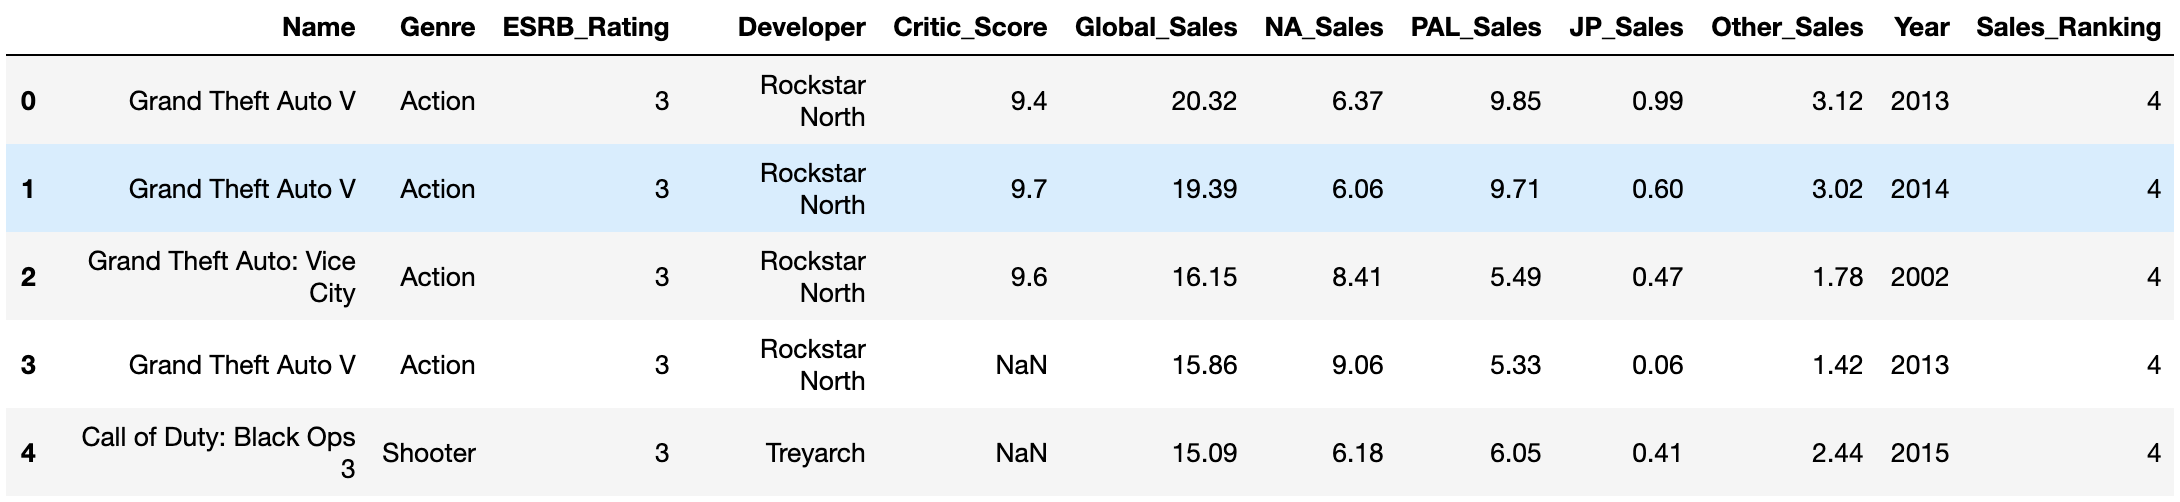 Name Genre ESRB_Rating Developer Critic_Score Global_Sales NA_Sales PAL_Sales JP_Sales Other_Sales Year Sales_Ranking
0 Grand Theft Auto V Action 3 Rockstar North 9.4 20.32 6.37 9.85 0.99 3.12 2013 4
1 Grand Theft Auto V Action 3 Rockstar North 9.7 19.39 6.06 9.71 0.60 3.02 2014 4
2 Grand Theft Auto: Vice City Action 3 Rockstar North 9.6 16.15 8.41 5.49 0.47 1.78 2002 4
3 Grand Theft Auto V Action 3 Rockstar North NaN 15.86 9.06 5.33 0.06 1.42 2013 4
4 Call of Duty: Black Ops 3 Shooter 3 Treyarch NaN 15.09 6.18 6.05 0.41 2.44 2015 4